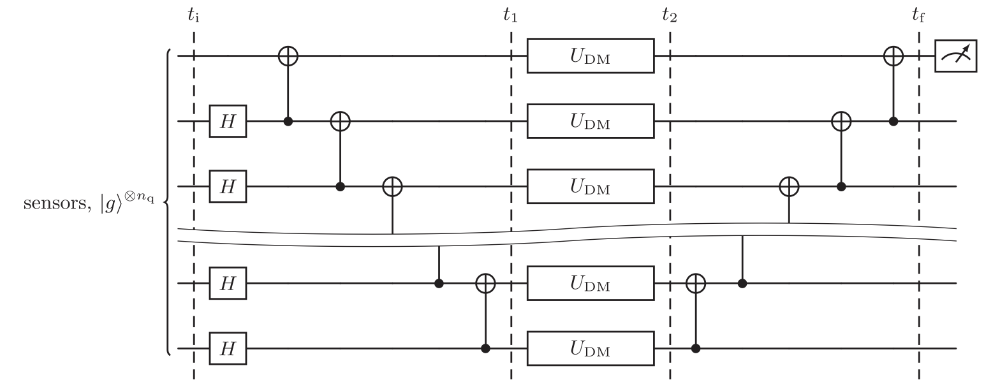 t_i t_1 t_2 t_f
U_DM
H U_DM
H U_DM
sensors, |g⟩^{⊗n_q}
H U_DM
H U_DM